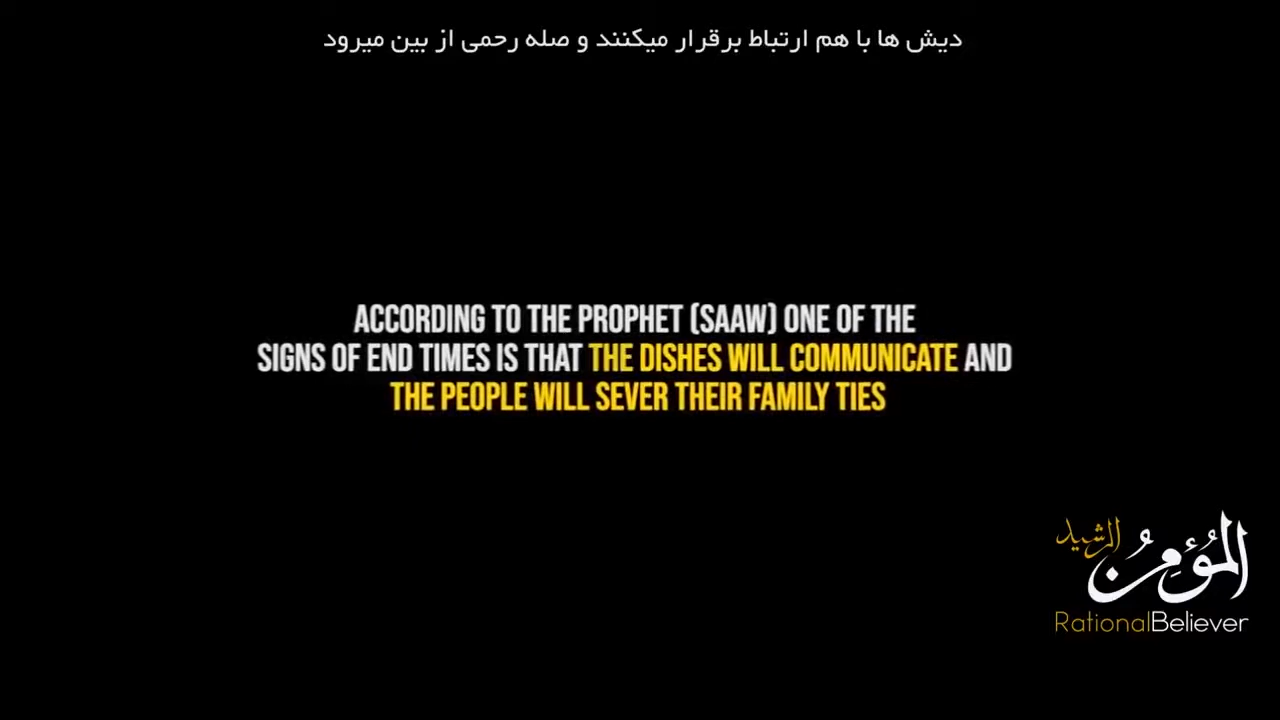 دیش ها با هم ارتباط برقرار میکنند و صله رحمی از بین میرود
ACCORDING TO THE PROPHET (SAAW) ONE OF THE
SIGNS OF END TIMES IS THAT THE DISHES WILL COMMUNICATE AND
THE PEOPLE WILL SEVER THEIR FAMILY TIES
المُؤمِنُ الرشيد
RationalBeliever